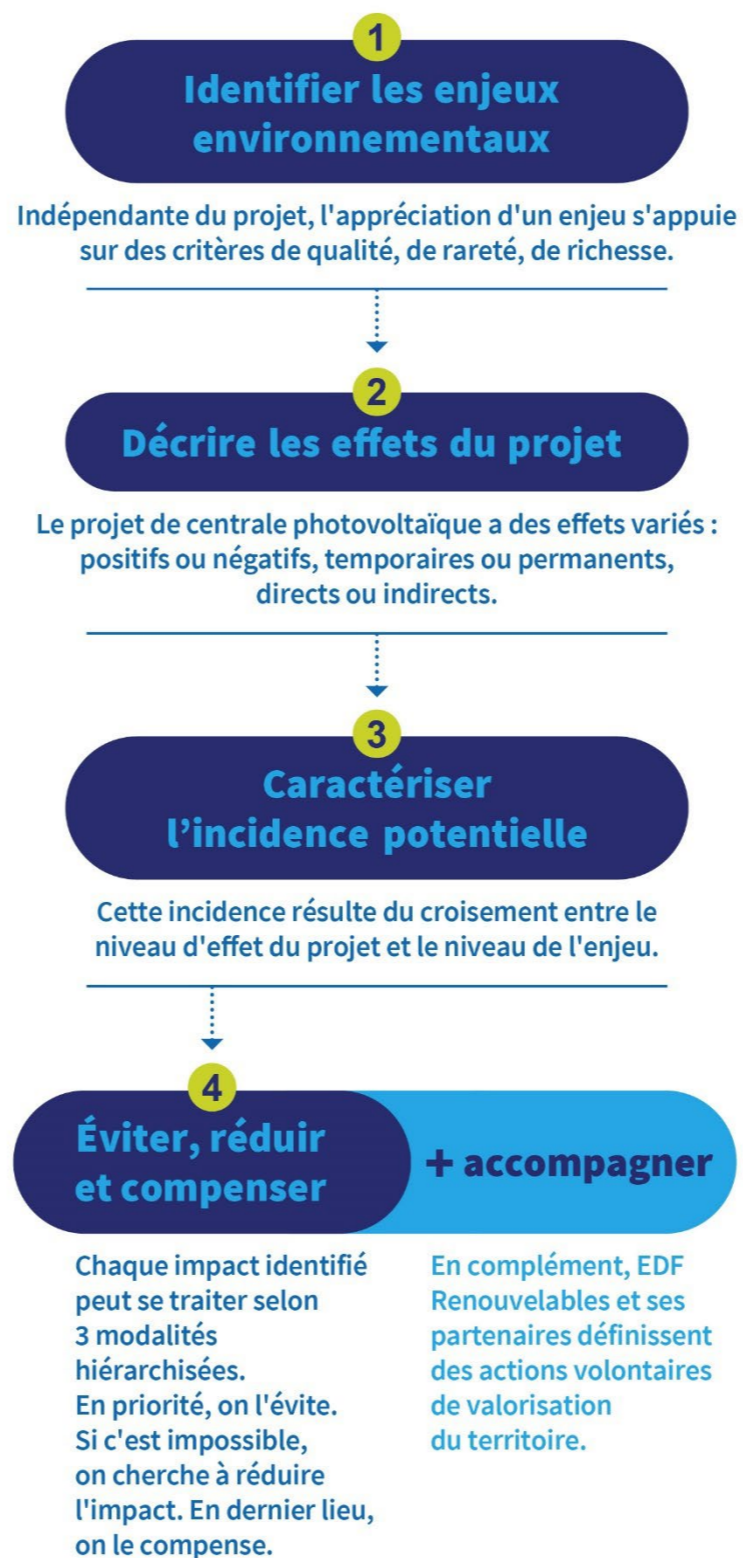 1
Identifier les enjeux
environnementaux
Indépendante du projet, l'appréciation d'un enjeu s'appuie
sur des critères de qualité, de rareté, de richesse.
2
Décrire les effets du projet
Le projet de centrale photovoltaïque a des effets variés :
positifs ou négatifs, temporaires ou permanents,
directs ou indirects.
3
Caractériser
l’incidence potentielle
Cette incidence résulte du croisement entre le
niveau d'effet du projet et le niveau de l'enjeu.
4
Éviter, réduir
et compenser
+ accompagner
Chaque impact identifié
peut se traiter selon
3 modalités
hiérarchisées.
En priorité, on l'évite.
Si c'est impossible,
on cherche à réduire
l'impact. En dernier lieu,
on le compense.
En complément, EDF
Renouvelables et ses
partenaires définissent
des actions volontaires
de valorisation
du territoire.